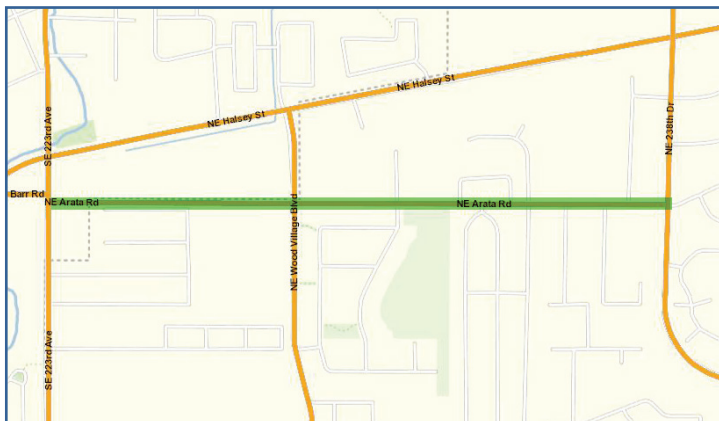 SE 223rd Ave
NE Halsey St
NE Halsey St
NE 238th Dr
Barr Rd
NE Arata Rd
NE Wood Village Blvd
NE Arata Rd
SE 223rd Ave